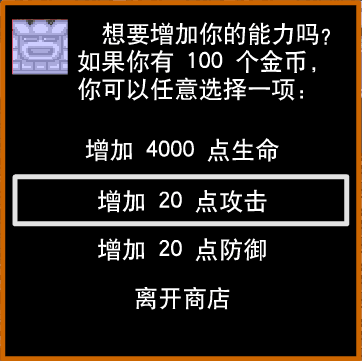 想要增加你的能力吗?
如果你有 100 个金币,
你可以任意选择一项:
增加 4000 点生命
增加 20 点攻击
增加 20 点防御
离开商店